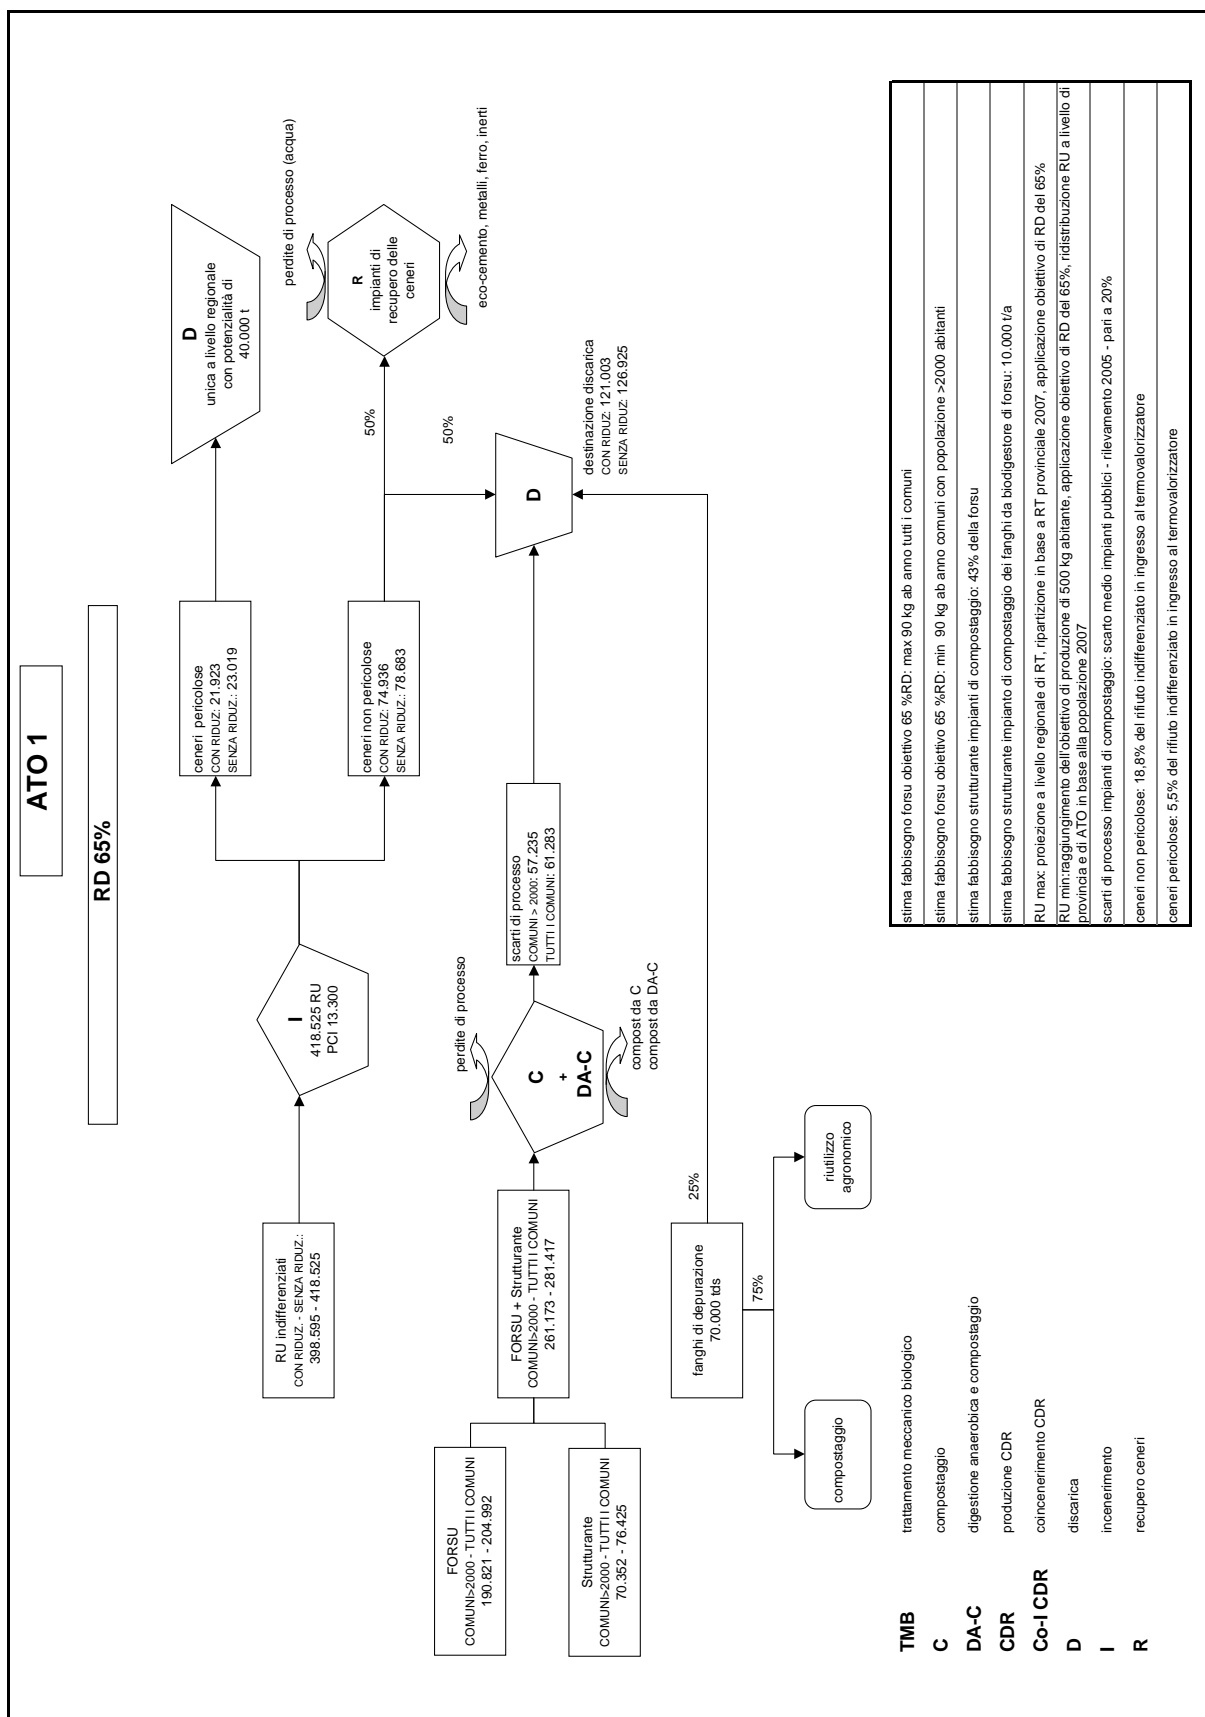 ATO 1
RD 65%
RU indifferenziati
CON RIDUZ. - SENZA RIDUZ.:
398.595 - 418.525
I
418.525 RU
PCI 13.300
ceneri pericolose
CON RIDUZ: 21.923
SENZA RIDUZ.: 23.019
D
unica a livello regionale
con potenzialità di
40.000 t
ceneri non pericolose
CON RIDUZ: 74.936
SENZA RIDUZ.: 78.683
50%
50%
perdite di processo (acqua)
R
impianti di
recupero delle
ceneri
eco-cemento, metalli, ferro, inerti
FORSU
COMUNI>2000 - TUTTI I COMUNI
190.821 - 204.992
Strutturante
COMUNI>2000 - TUTTI I COMUNI
70.352 - 76.425
FORSU + Strutturante
COMUNI>2000 - TUTTI I COMUNI
261.173 - 281.417
perdite di processo
C
+
DA-C
compost da C
compost da DA-C
scarti di processo
COMUNI > 2000: 57.235
TUTTI I COMUNI: 61.283
D
destinazione discarica
CON RIDUZ: 121.003
SENZA RIDUZ: 126.925
fanghi di depurazione
70.000 tds
25%
75%
compostaggio
riutilizzo
agronomico
TMB trattamento meccanico biologico
C compostaggio
DA-C digestione anaerobica e compostaggio
CDR produzione CDR
Co-I CDR coincenerimento CDR
D discarica
I incenerimento
R recupero ceneri
stima fabbisogno forsu obiettivo 65 %RD: max 90 kg ab anno tutti i comuni
stima fabbisogno forsu obiettivo 65 %RD: min 90 kg ab anno comuni con popolazione >2000 abitanti
stima fabbisogno strutturante impianti di compostaggio: 43% della forsu
stima fabbisogno strutturante impianto di compostaggio dei fanghi da biodigestore di forsu: 10.000 t/a
RU max: proiezione a livello regionale di RT, ripartizione in base a RT provinciale 2007, applicazione obiettivo di RD del 65%
RU min:raggiungimento dell'obiettivo di produzione di 500 kg abitante, applicazione obiettivo di RD del 65%, ridistribuzione RU a livello di
provincia e di ATO in base alla popolazione 2007
scarti di processo impianti di compostaggio: scarto medio impianti pubblici - rilevamento 2005 - pari a 20%
ceneri non pericolose: 18,8% del rifiuto indifferenziato in ingresso al termovalorizzatore
ceneri pericolose: 5,5% del rifiuto indifferenziato in ingresso al termovalorizzatore